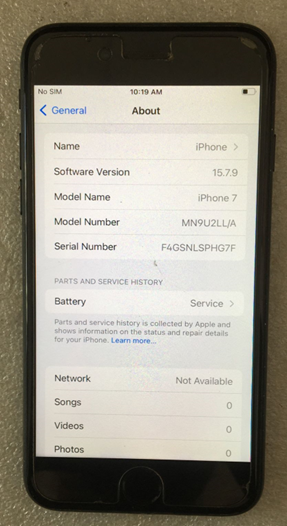 No SIM 10:19 AM
General About
Name iPhone
Software Version 15.7.9
Model Name iPhone 7
Model Number MN9U2LL/A
Serial Number F4GSNLSPHG7F
PARTS AND SERVICE HISTORY
Battery Service
Parts and service history is collected by Apple and
shows information on the status and repair details
for your iPhone. Learn more...
Network Not Available
Songs 0
Videos 0
Photos 0